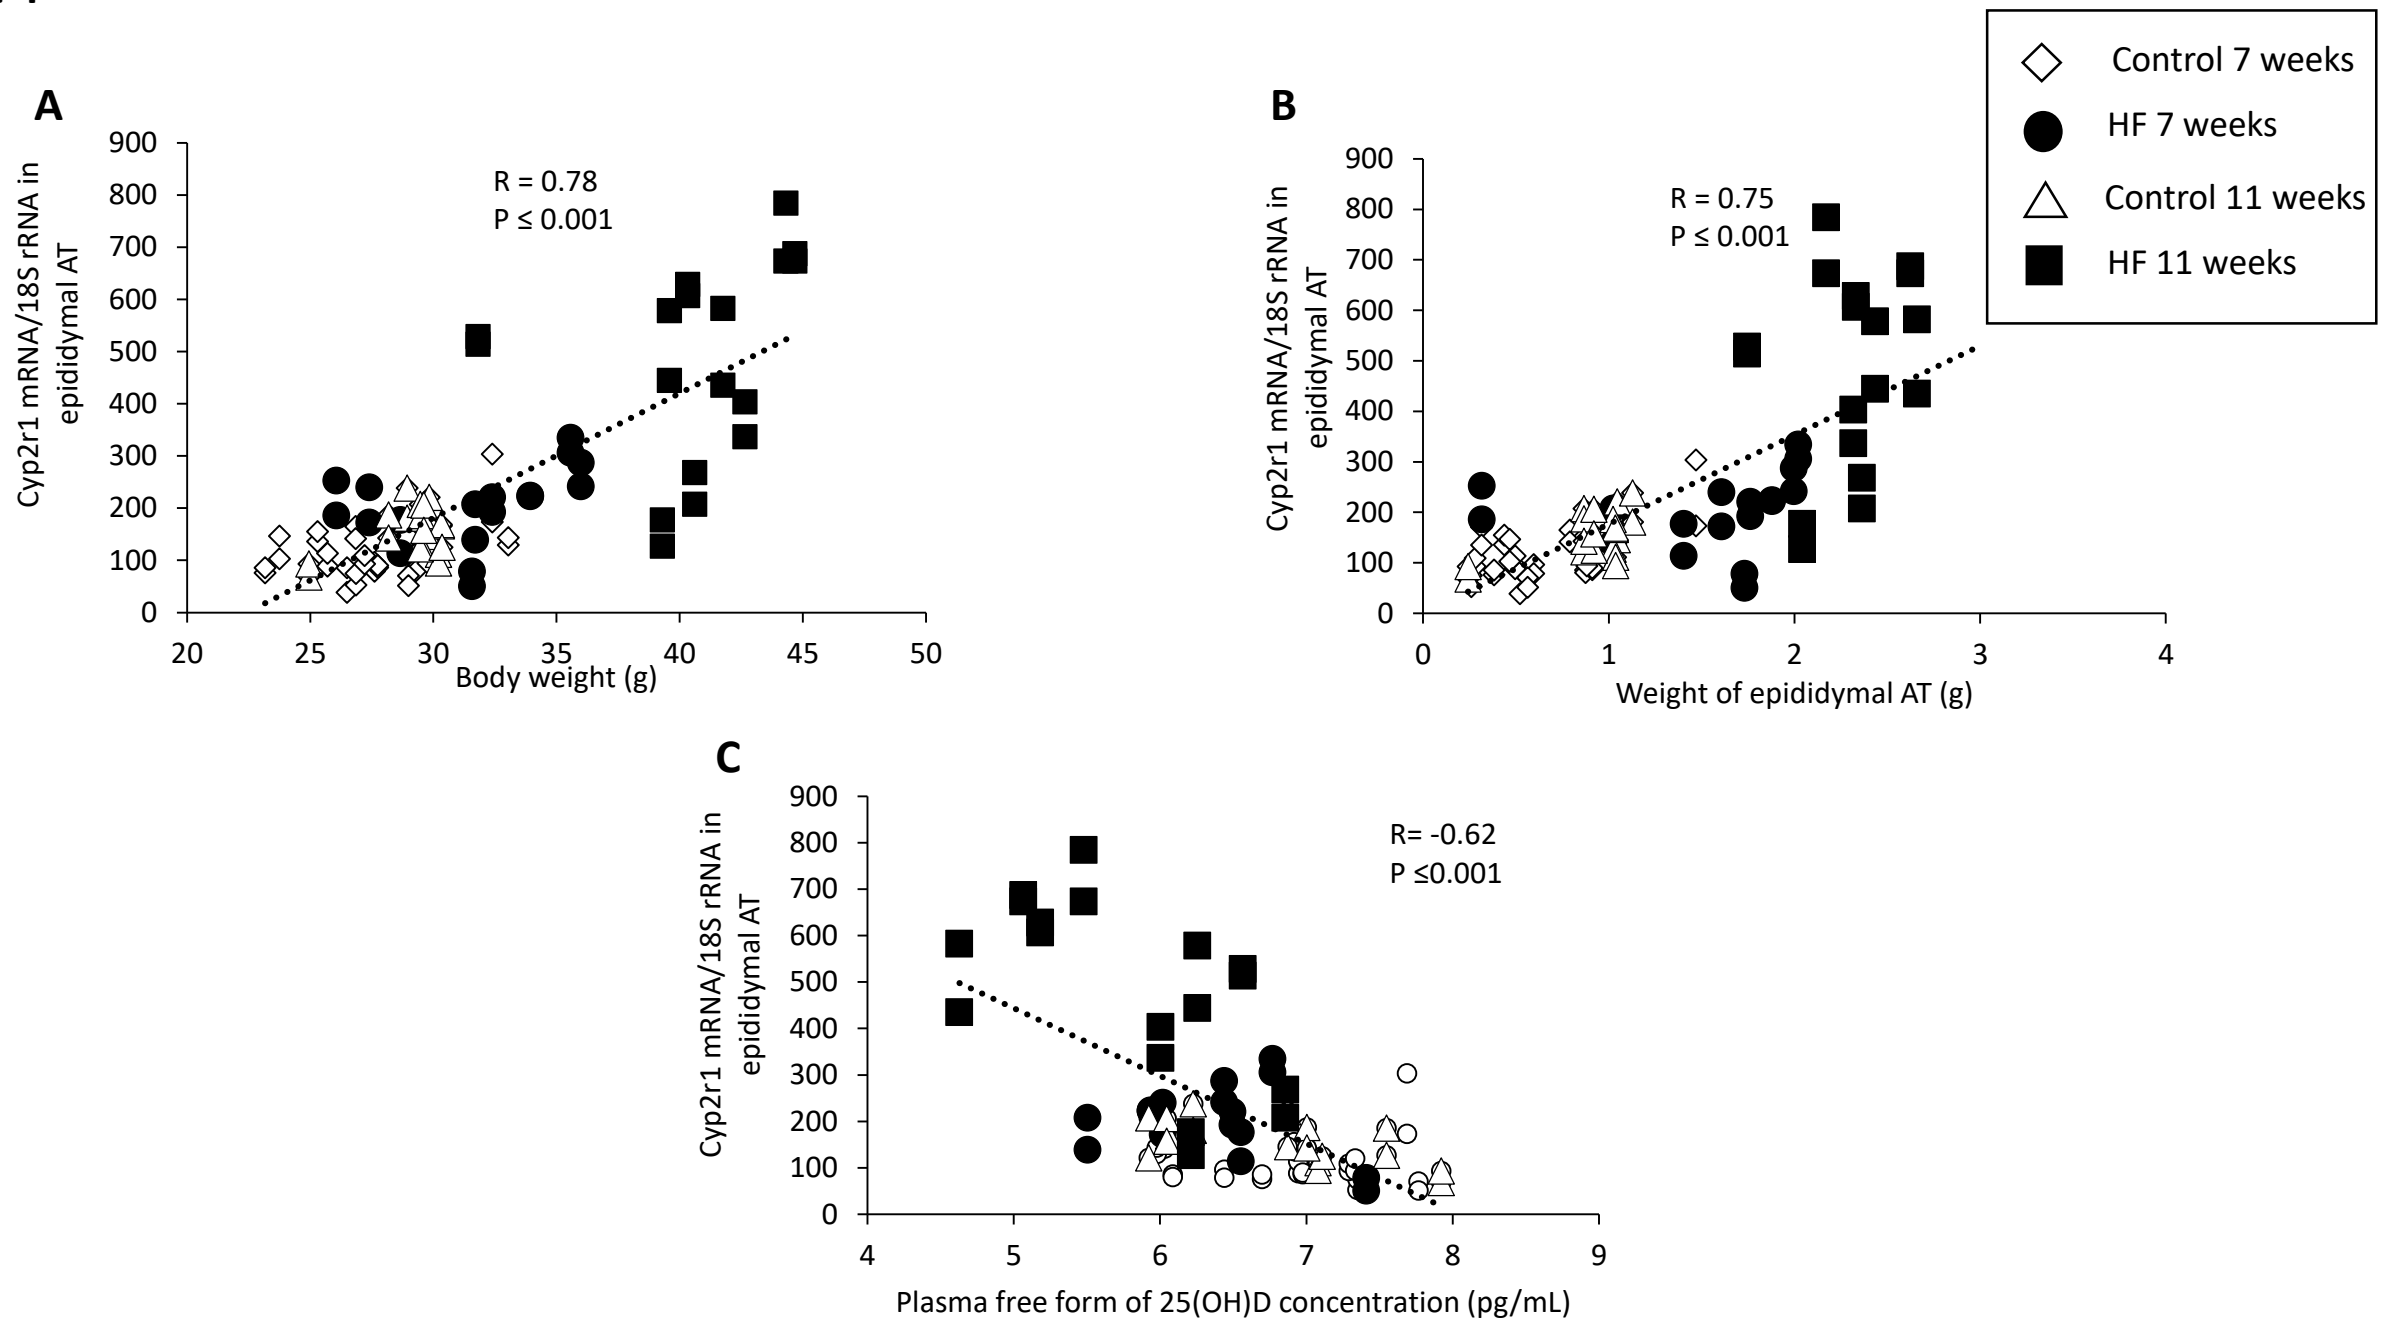 Control 7 weeks
HF 7 weeks
Control 11 weeks
HF 11 weeks
A
Cyp2r1 mRNA/18S rRNA in
epididymal AT
900
800
700
600
500
400
300
200
100
0
R = 0.78
P ≤ 0.001
20 25 30 35 40 45 50
Body weight (g)
B
Cyp2r1 mRNA/18S rRNA in
epididymal AT
900
800
700
600
500
400
300
200
100
0
R = 0.75
P ≤ 0.001
0 1 2 3 4
Weight of epididymal AT (g)
C
Cyp2r1 mRNA/18S rRNA in
epididymal AT
900
800
700
600
500
400
300
200
100
0
R= -0.62
P ≤0.001
4 5 6 7 8 9
Plasma free form of 25(OH)D concentration (pg/mL)